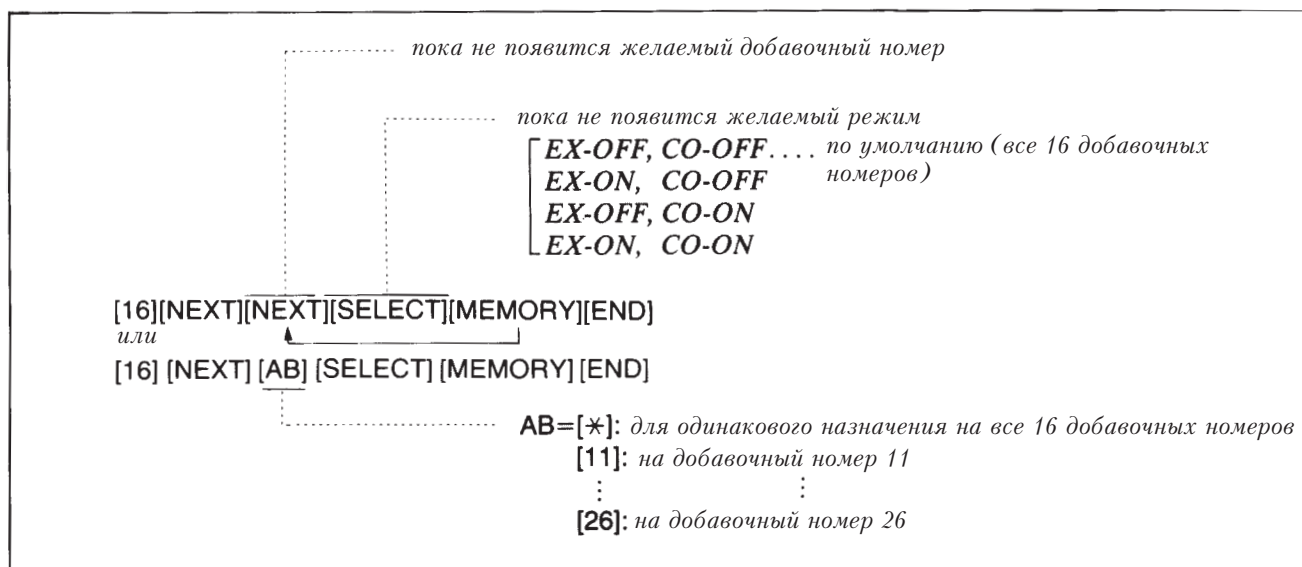 пока не появится желаемый добавочный номер
пока не появится желаемый режим
EX-OFF, CO-OFF.... по умолчанию (все 16 добавочных
номеров)
EX-ON, CO-OFF
EX-OFF, CO-ON
EX-ON, CO-ON
[16][NEXT][NEXT][SELECT][MEMORY][END]
или
[16] [NEXT] [AB] [SELECT] [MEMORY] [END]
AB=[*]: для одинакового назначения на все 16 добавочных номеров
[11]: на добавочный номер 11
[26]: на добавочный номер 26